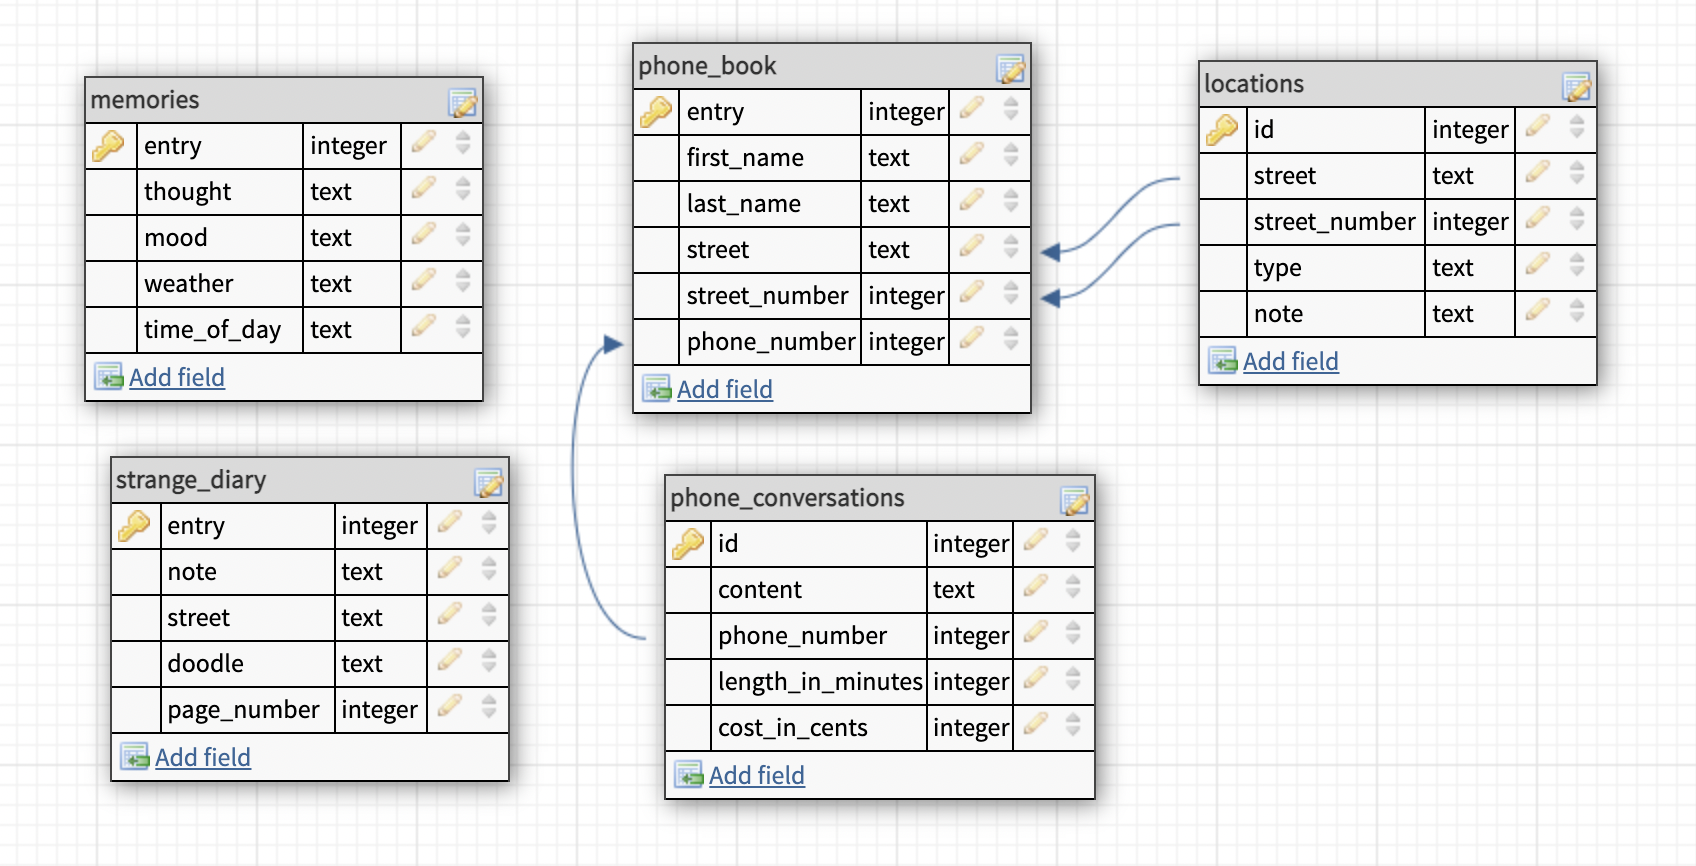 memories
entry integer
thought text
mood text
weather text
time_of_day text
Add field
phone_book
entry integer
first_name text
last_name text
street text
street_number integer
phone_number integer
Add field
locations
id integer
street text
street_number integer
type text
note text
Add field
strange_diary
entry integer
note text
street text
doodle text
page_number integer
Add field
phone_conversations
id integer
content text
phone_number integer
length_in_minutes integer
cost_in_cents integer
Add field